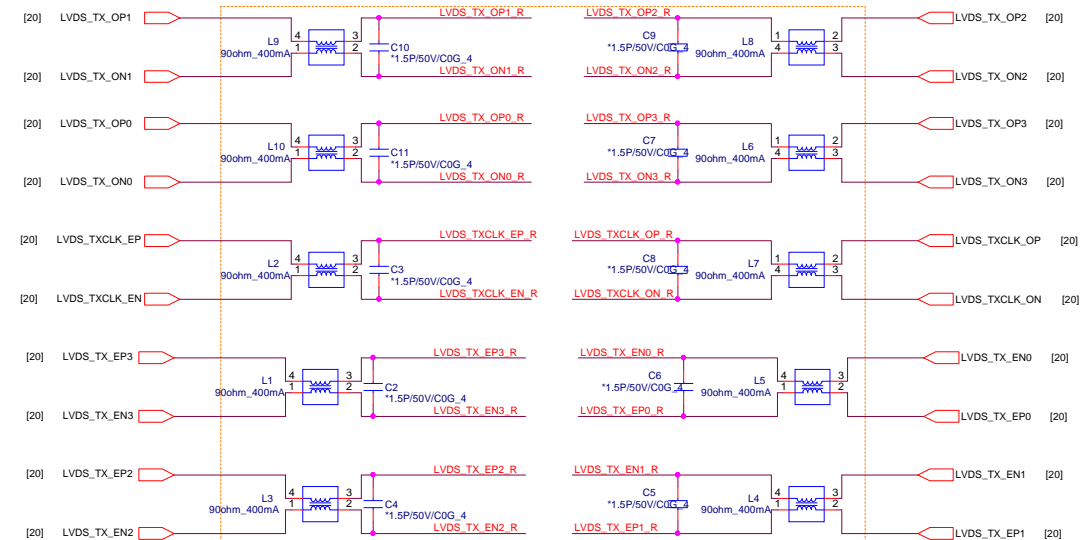 [20] LVDS_TX_OP1 LVDS_TX_OP1_R LVDS_TX_OP2_R LVDS_TX_OP2 [20]
L9 4 3 C10 C9 1 2 L8
90ohm_400mA 1 2 *1.5P/50V/C0G_4 *1.5P/50V/C0G_4 90ohm_400mA 4 3
[20] LVDS_TX_ON1 LVDS_TX_ON1_R LVDS_TX_ON2_R LVDS_TX_ON2 [20]
[20] LVDS_TX_OP0 LVDS_TX_OP0_R LVDS_TX_OP3_R LVDS_TX_OP3 [20]
L10 4 3 C11 C7 L6 1 2
90ohm_400mA 1 2 *1.5P/50V/C0G_4 *1.5P/50V/C0G_4 90ohm_400mA 4 3
[20] LVDS_TX_ON0 LVDS_TX_ON0_R LVDS_TX_ON3_R LVDS_TX_ON3 [20]
[20] LVDS_TXCLK_EP LVDS_TXCLK_EP_R LVDS_TXCLK_OP_R LVDS_TXCLK_OP [20]
L2 4 3 C3 C8 L7 1 2
90ohm_400mA 1 2 *1.5P/50V/C0G_4 *1.5P/50V/C0G_4 90ohm_400mA 4 3
[20] LVDS_TXCLK_EN LVDS_TXCLK_EN_R LVDS_TXCLK_ON_R LVDS_TXCLK_ON [20]
[20] LVDS_TX_EP3 LVDS_TX_EP3_R LVDS_TX_EN0_R LVDS_TX_EN0 [20]
L1 4 3 C2 C6 L5 4 3
90ohm_400mA 1 2 *1.5P/50V/C0G_4 *1.5P/50V/C0G_4 90ohm_400mA 1 2
[20] LVDS_TX_EN3 LVDS_TX_EN3_R LVDS_TX_EP0_R LVDS_TX_EP0 [20]
[20] LVDS_TX_EP2 LVDS_TX_EP2_R LVDS_TX_EN1_R LVDS_TX_EN1 [20]
L3 4 3 C4 C5 L4 4 3
90ohm_400mA 1 2 *1.5P/50V/C0G_4 *1.5P/50V/C0G_4 90ohm_400mA 1 2
[20] LVDS_TX_EN2 LVDS_TX_EN2_R LVDS_TX_EP1_R LVDS_TX_EP1 [20]